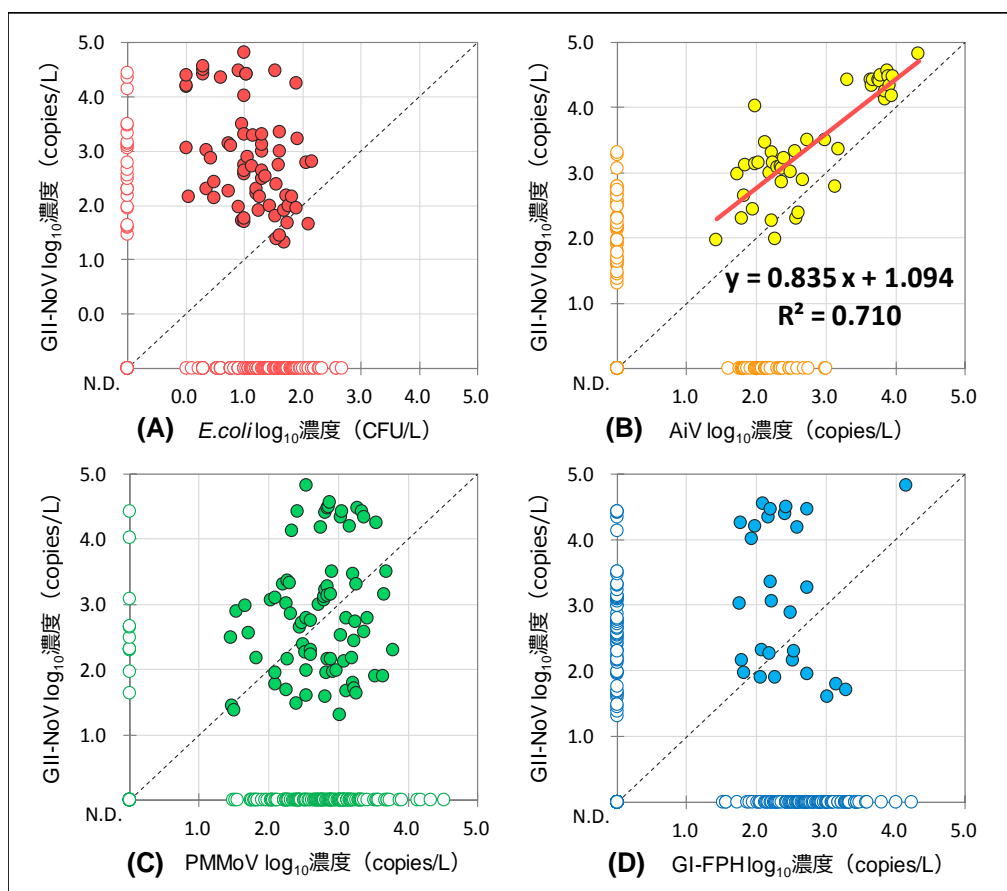 5.0
4.0
3.0
2.0
1.0
0.0
N.D.
GII-NoV log10濃度（copies/L）
0.0 1.0 2.0 3.0 4.0 5.0
(A) E.coli log10濃度（CFU/L）
5.0
4.0
3.0
2.0
1.0
N.D.
GII-NoV log10濃度（copies/L）
y = 0.835 x + 1.094
R² = 0.710
1.0 2.0 3.0 4.0 5.0
(B) AiV log10濃度（copies/L）
5.0
4.0
3.0
2.0
1.0
N.D.
GII-NoV log10濃度（copies/L）
1.0 2.0 3.0 4.0 5.0
(C) PMMoV log10濃度（copies/L）
5.0
4.0
3.0
2.0
1.0
N.D.
GII-NoV log10濃度（copies/L）
1.0 2.0 3.0 4.0 5.0
(D) GI-FPH log10濃度（copies/L）